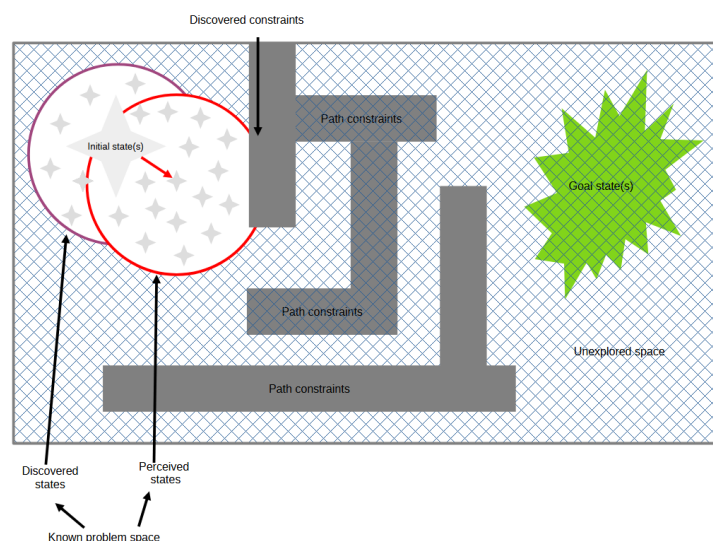 Discovered constraints
Path constraints
Initial state(s)
Goal state(s)
Path constraints
Unexplored space
Path constraints
Discovered
states
Perceived
states
Known problem space